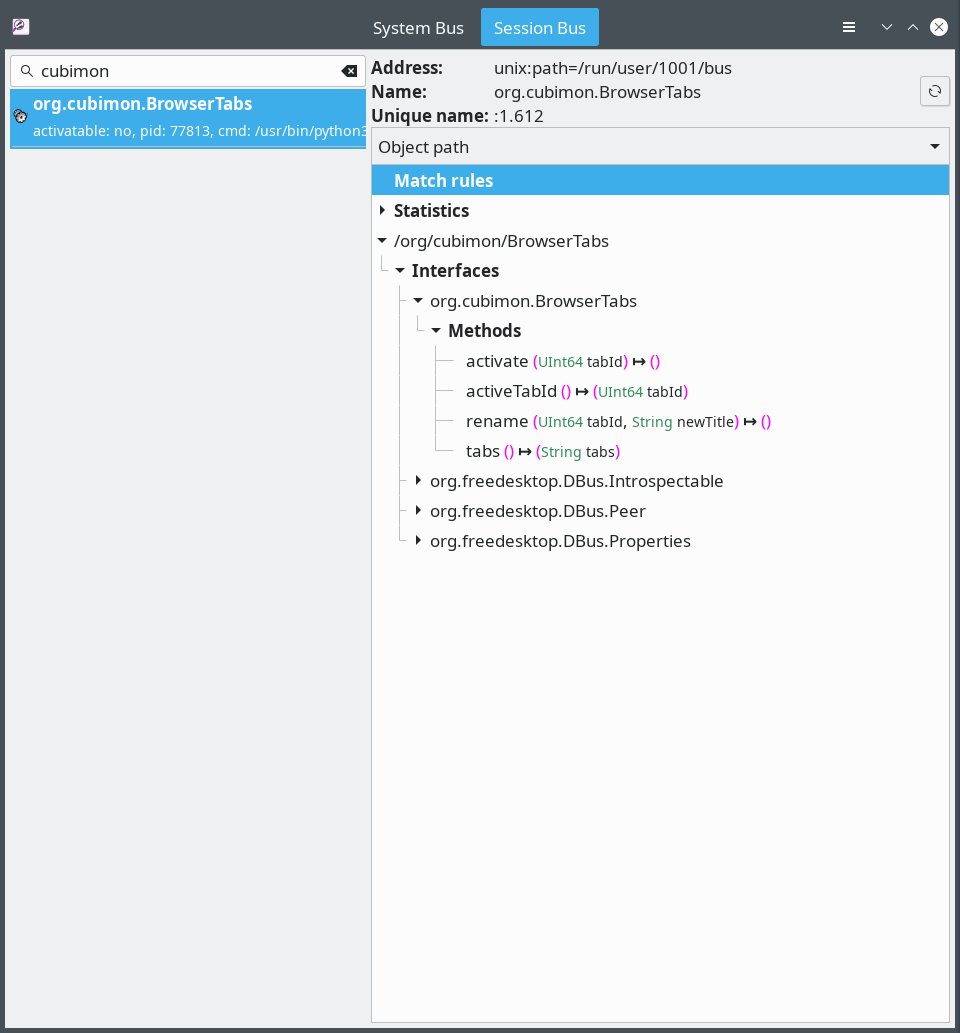 System Bus Session Bus
cubimon
org.cubimon.BrowserTabs
activatable: no, pid: 77813, cmd: /usr/bin/python3
Address: unix:path=/run/user/1001/bus
Name: org.cubimon.BrowserTabs
Unique name: :1.612
Object path
Match rules
Statistics
/org/cubimon/BrowserTabs
Interfaces
org.cubimon.BrowserTabs
Methods
activate (UInt64 tabId) ↦ ()
activeTabId () ↦ (UInt64 tabId)
rename (UInt64 tabId, String newTitle) ↦ ()
tabs () ↦ (String tabs)
org.freedesktop.DBus.Introspectable
org.freedesktop.DBus.Peer
org.freedesktop.DBus.Properties